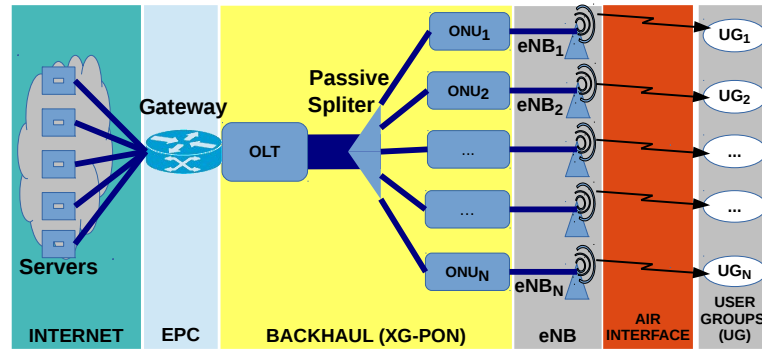 ONU1
eNB1
UG1
Passive
Spliter
Gateway
ONU2
eNB2
UG2
OLT
...
...
...
...
Servers
ONUN
eNBN
UGN
INTERNET
EPC
BACKHAUL (XG-PON)
eNB
AIR
INTERFACE
USER
GROUPS
(UG)